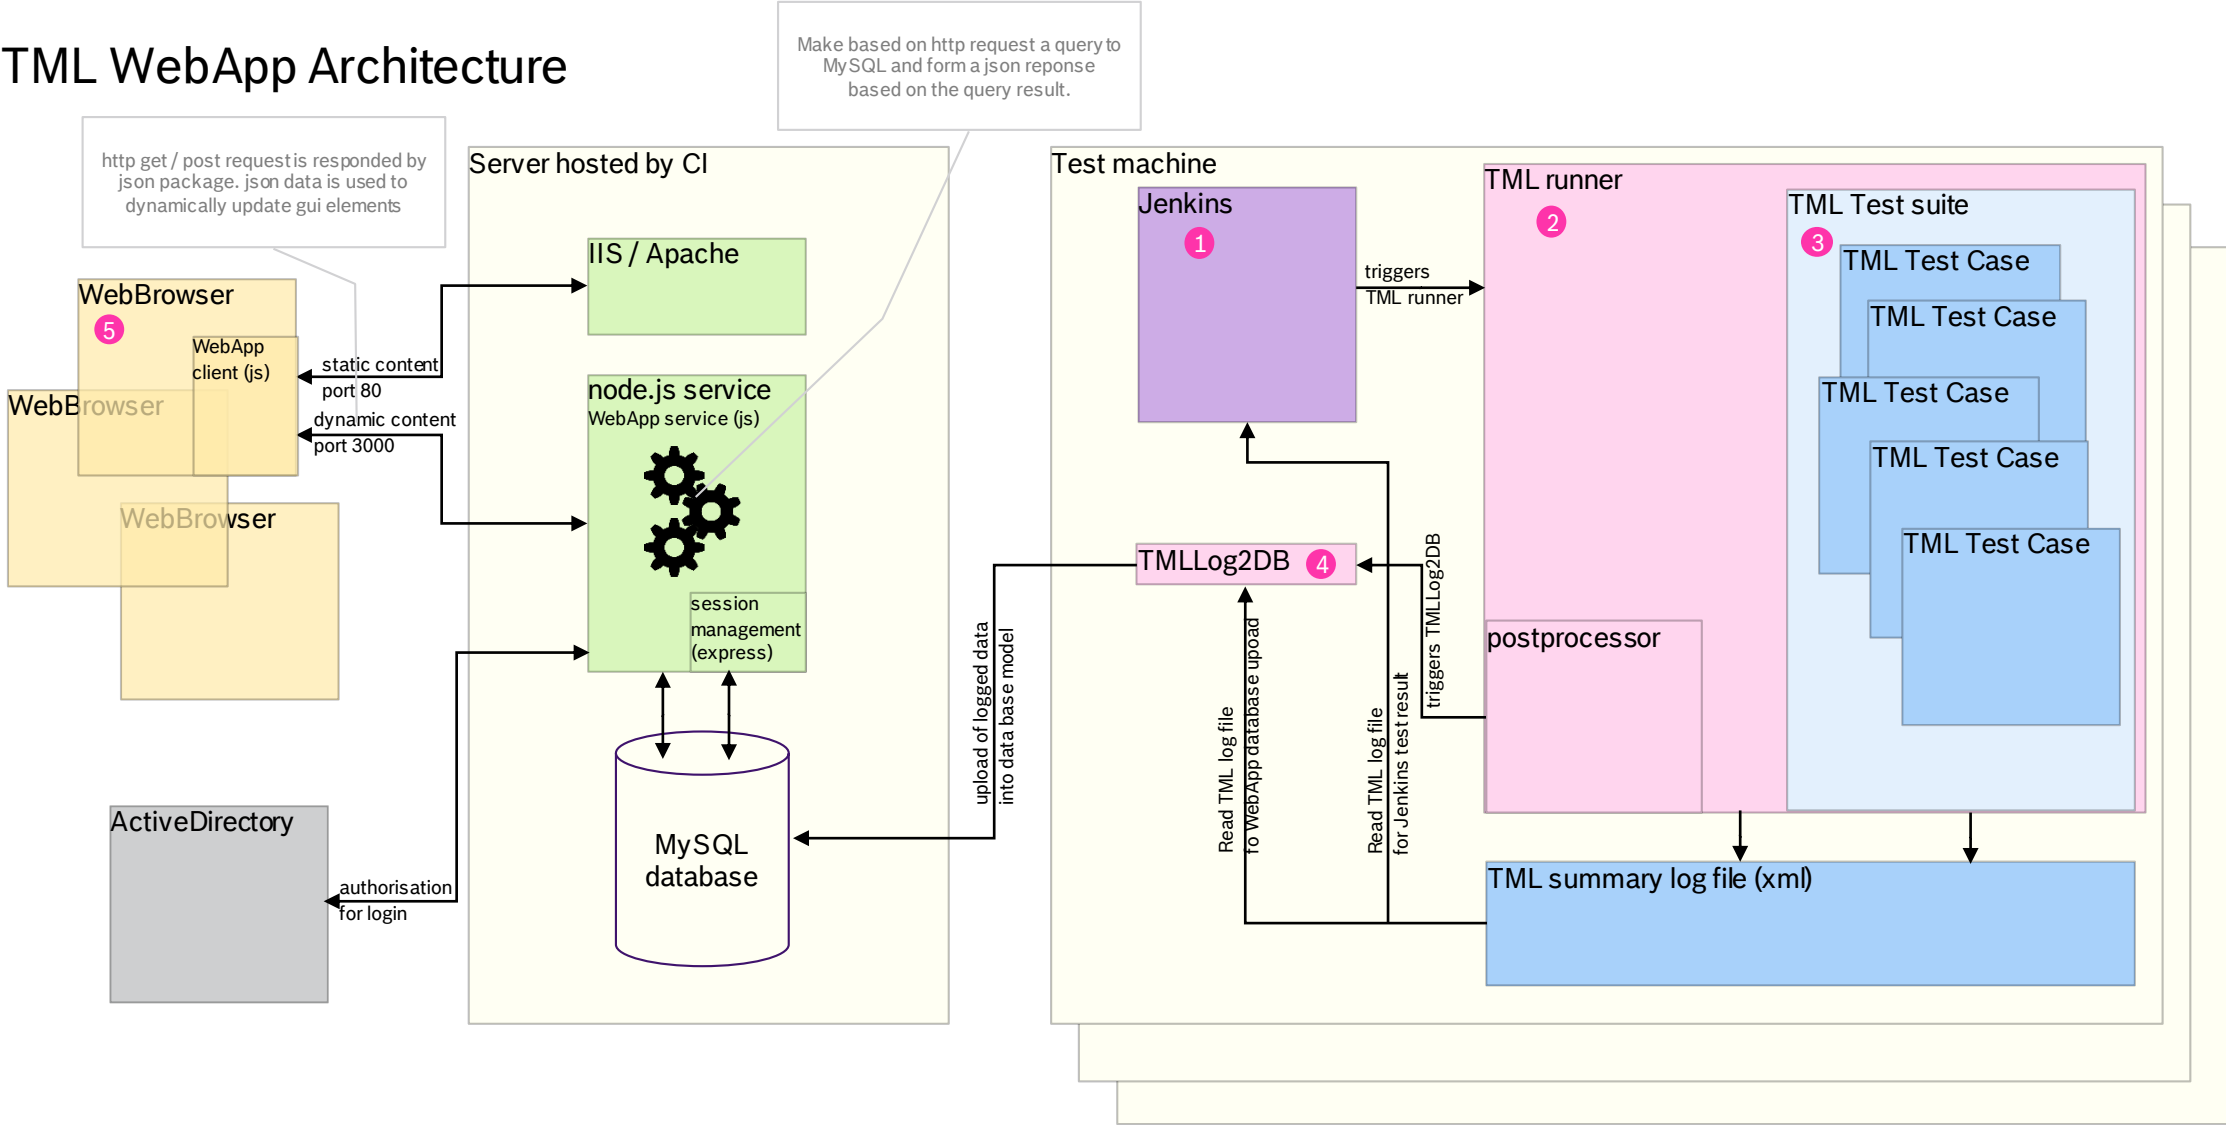 TML WebApp Architecture
Make based on http request a query to
MySQL and form a json reponse
based on the query result.
http get / post request is responded by
json package. json data is used to
dynamically update gui elements
WebBrowser
5
WebApp
client (js)
WebBrowser
WebBrowser
static content
port 80
dynamic content
port 3000
ActiveDirectory
authorisation
for login
Server hosted by CI
IIS / Apache
node.js service
WebApp service (js)
session
management
(express)
MySQL
database
upload of logged data
into data base model
Test machine
Jenkins
1
triggers
TML runner
TMLLog2DB
4
Read TML log file
fo WebApp database upoad
Read TML log file
for Jenkins test result
triggers TMLLog2DB
TML runner
2
postprocessor
TML Test suite
3
TML Test Case
TML Test Case
TML Test Case
TML Test Case
TML Test Case
TML summary log file (xml)